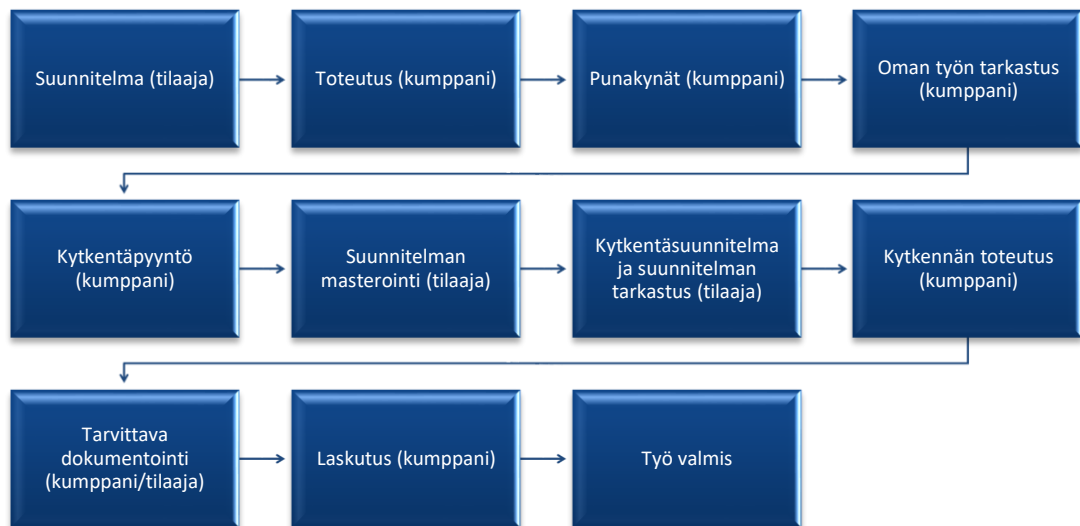 Suunnitelma (tilaaja)
Toteutus (kumppani)
Punakynät (kumppani)
Oman työn tarkastus
(kumppani)
Kytkentäpyyntö
(kumppani)
Suunnitelman
masterointi (tilaaja)
Kytkentäsuunnitelma
ja suunnitelman
tarkastus (tilaaja)
Kytkennän toteutus
(kumppani)
Tarvittava
dokumentointi
(kumppani/tilaaja)
Laskutus (kumppani)
Työ valmis